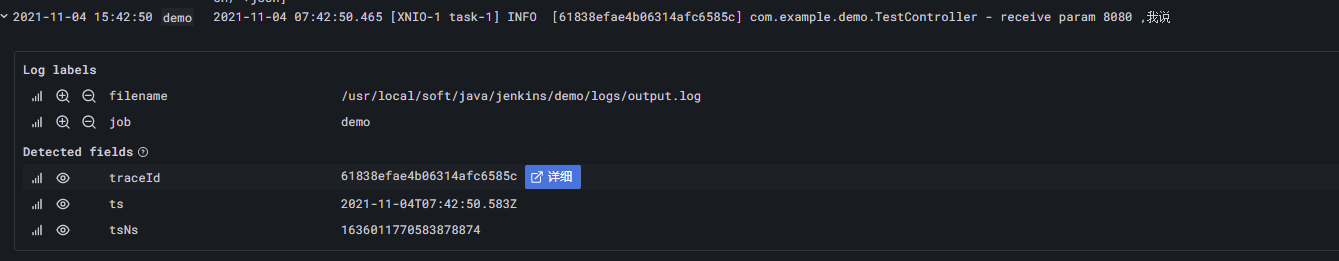 2021-11-04 15:42:50 demo 2021-11-04 07:42:50.465 [XNIO-1 task-1] INFO [61838efae4b06314afc6585c] com.example.demo.TestController - receive param 8080 ,我说
Log labels
filename /usr/local/soft/java/jenkins/demo/logs/output.log
job demo
Detected fields
traceId 61838efae4b06314afc6585c 详细
ts 2021-11-04T07:42:50.583Z
tsNs 1636011770583878874